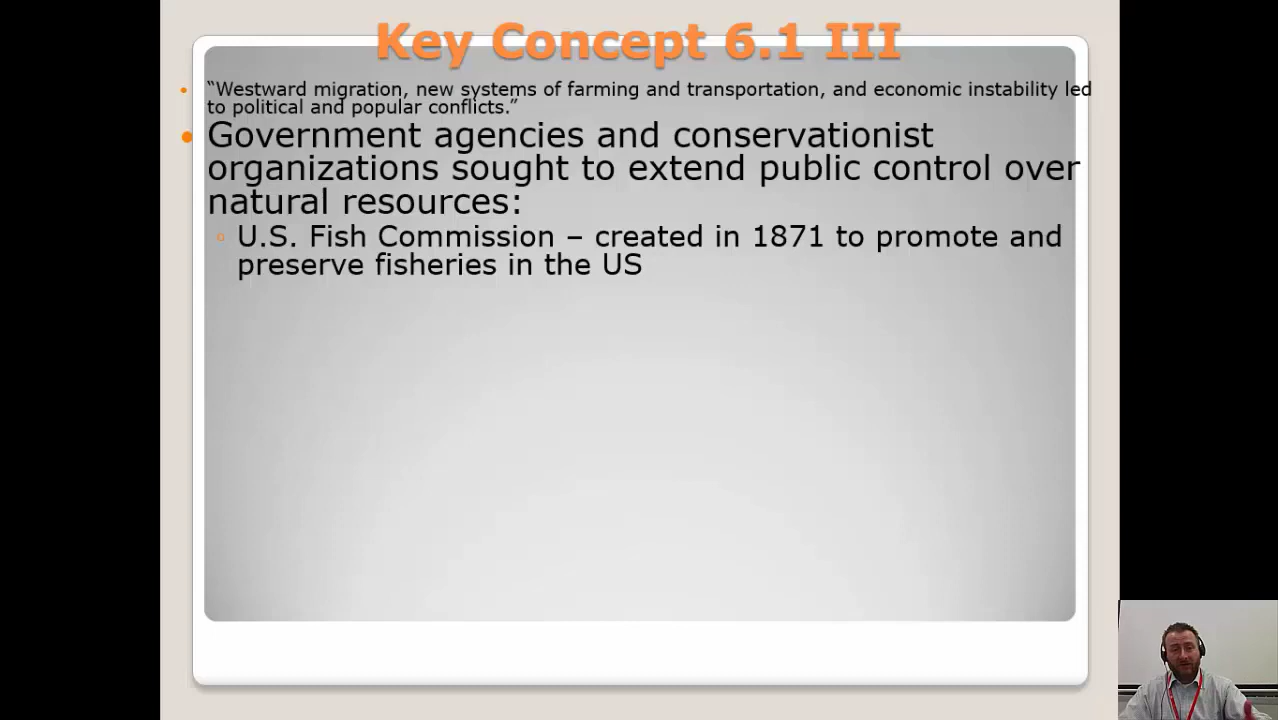 Key Concept 6.1 III
“Westward migration, new systems of farming and transportation, and economic instability led
to political and popular conflicts.”
Government agencies and conservationist
organizations sought to extend public control over
natural resources:
U.S. Fish Commission – created in 1871 to promote and
preserve fisheries in the US